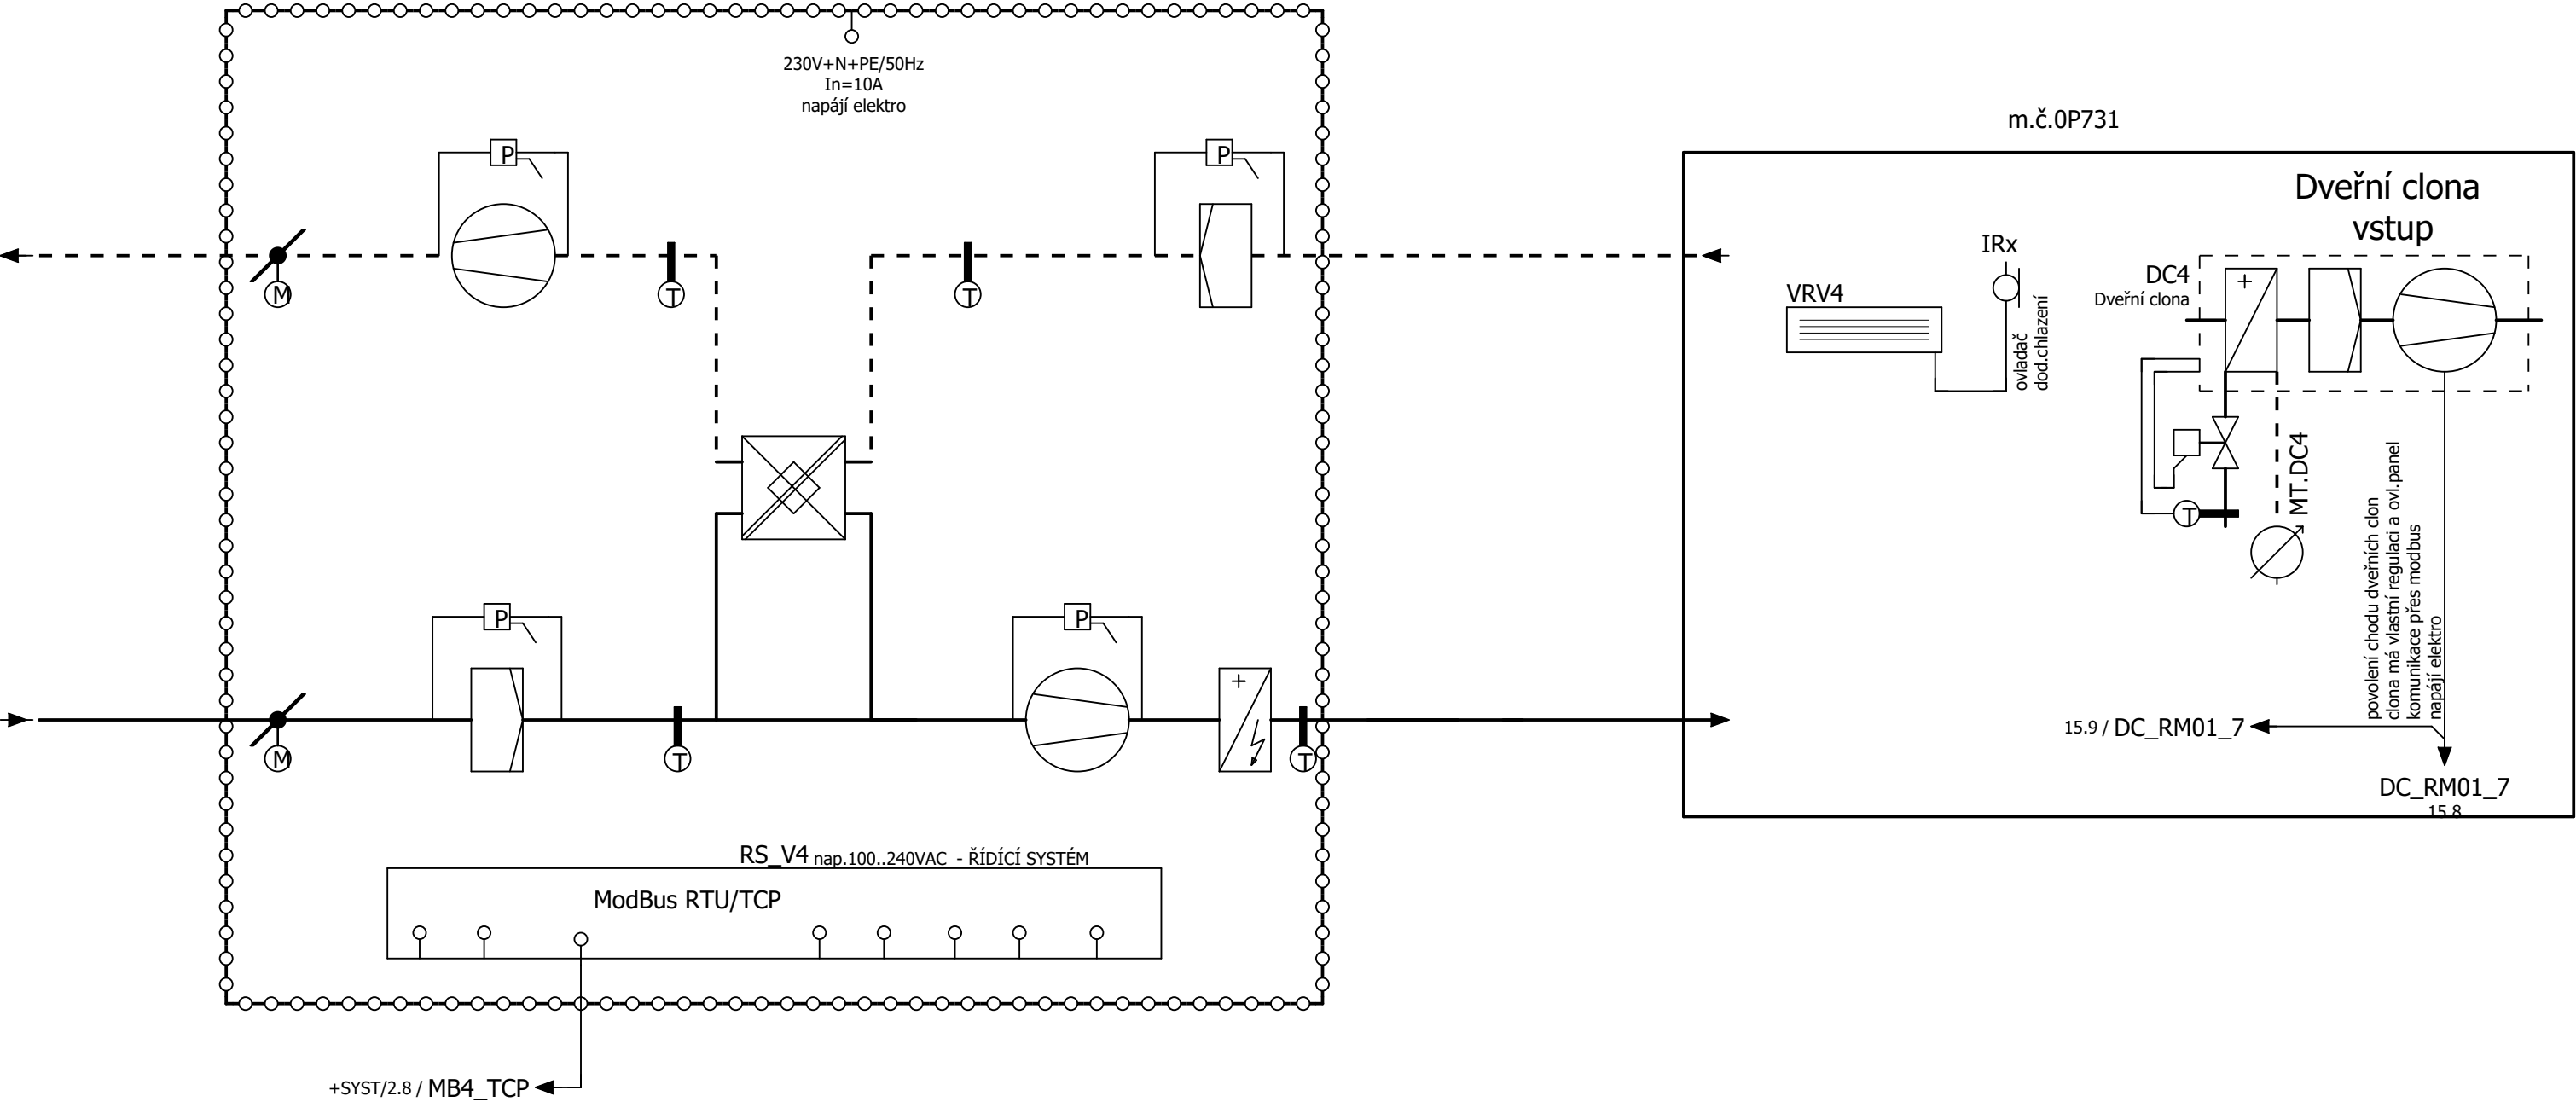 230V+N+PE/50Hz
In=10A
napájí elektro
P
P
M
T
T
P
P
M
T
T
+
RS_V4 nap.100..240VAC - ŘÍDÍCÍ SYSTÉM
ModBus RTU/TCP
+SYST/2.8 / MB4_TCP
m.č.0P731
Dveřní clona
vstup
IRx
VRV4
ovladač
dod.chlazení
DC4
Dveřní clona
+
T
MT.DC4
povolení chodu dveřních clon
clona má vlastní regulaci a ovl.panel
komunikace přes modbus
napájí elektro
15.9 / DC_RM01_7
DC_RM01_7
15.8